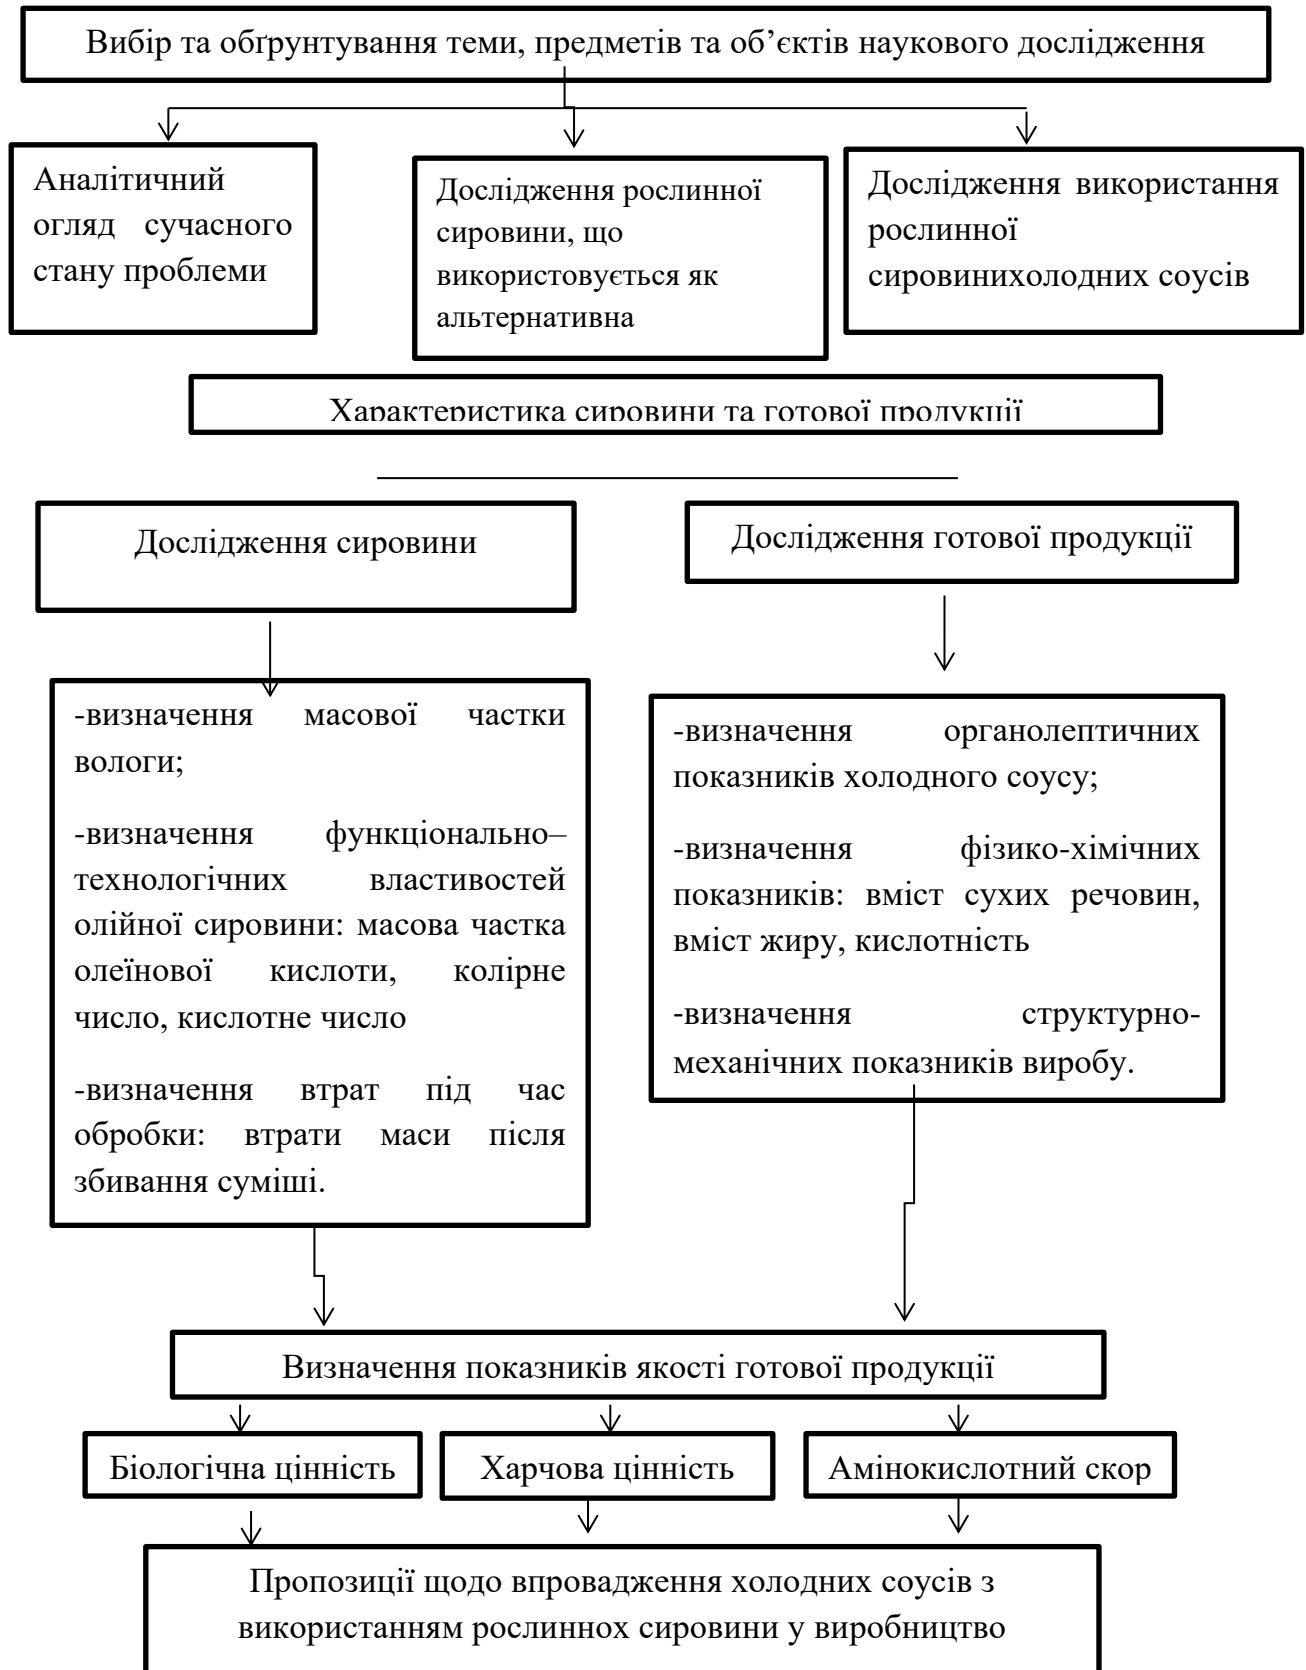 Вибір та обґрунтування теми, предметів та об’єктів наукового дослідження
Аналітичний
огляд сучасного
стану проблеми
Дослідження рослинної
сировини, що
використовується як
альтернативна
Дослідження використання
рослинної
сировинихолодних соусів
Характеристика сировини та готової продукції
Дослідження сировини
Дослідження готової продукції
-визначення масової частки
вологи;
-визначення функціонально–
технологічних властивостей
олійної сировини: масова частка
олеїнової кислоти, колірне
число, кислотне число
-визначення втрат під час
обробки: втрати маси після
збивання суміші.
-визначення органолептичних
показників холодного соусу;
-визначення фізико-хімічних
показників: вміст сухих речовин,
вміст жиру, кислотність
-визначення структурно-
механічних показників виробу.
Визначення показників якості готової продукції
Біологічна цінність
Харчова цінність
Амінокислотний скор
Пропозиції щодо впровадження холодних соусів з
використанням рослиннох сировини у виробництво